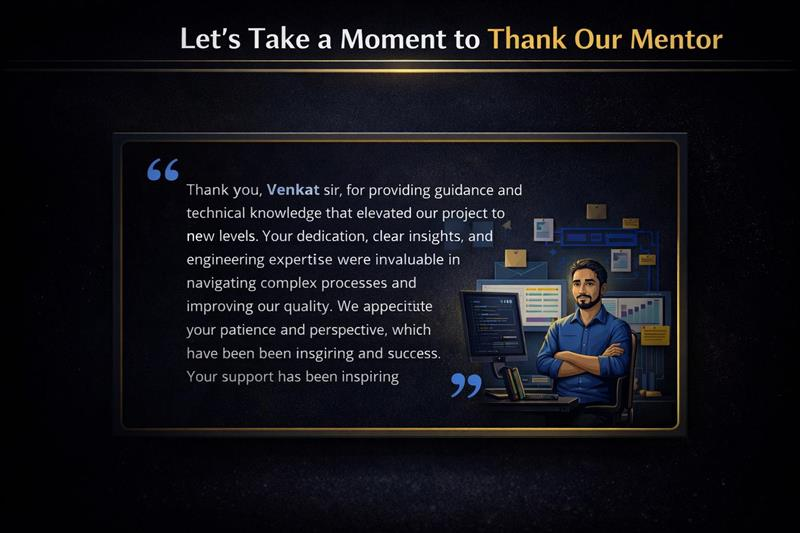 Let's Take a Moment to Thank Our Mentor
“
Thank you, Venkat sir, for providing guidance and
technical knowledge that elevated our project to
new levels. Your dedication, clear insights, and
engineering expertise were invaluable in
navigating complex processes and
improving our quality. We appecitite
your patience and perspective, which
have been been insgiring and success.
Your support has been inspiring
”